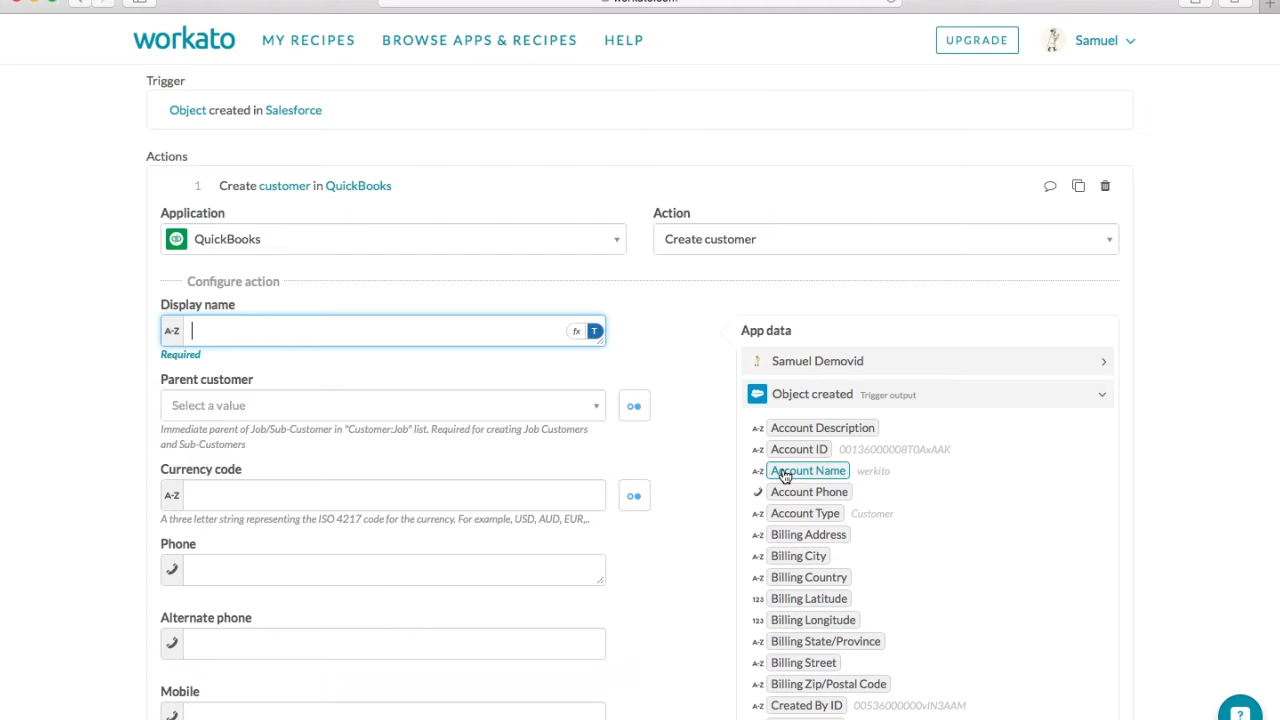 workato MY RECIPES BROWSE APPS & RECIPES HELP UPGRADE Samuel
Trigger
Object created in Salesforce
Actions
1 Create customer in QuickBooks
Application
Action
QuickBooks
Create customer
Configure action
Display name
A-Z fx T
Required
Parent customer
Select a value
Immediate parent of Job/Sub-Customer in "Customer:Job" list. Required for creating Job Customers
and Sub-Customers
Currency code
A-Z
A three letter string representing the ISO 4217 code for the currency. For example, USD, AUD, EUR,..
Phone
Alternate phone
Mobile
App data
Samuel Demovid
Object created Trigger output
A-Z Account Description
A-Z Account ID 00136000008T0AxAAK
A-Z Account Name werkito
Account Phone
A-Z Account Type Customer
A-Z Billing Address
A-Z Billing City
A-Z Billing Country
123 Billing Latitude
123 Billing Longitude
A-Z Billing State/Province
A-Z Billing Street
A-Z Billing Zip/Postal Code
A-Z Created By ID 00536000000vIN3AAM
?